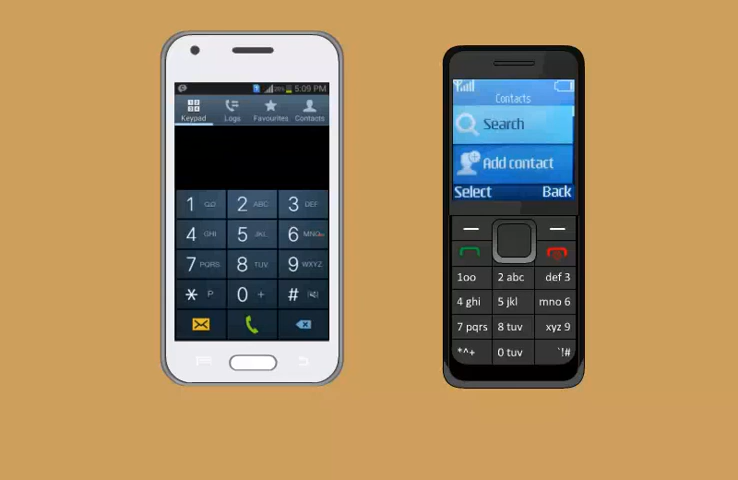 5:09 PM
Keypad Logs Favourites Contacts
1 2 ABC 3 DEF
4 GHI 5 JKL 6 MNO
7 PQRS 8 TUV 9 WXYZ
* P 0 + #
Contacts
Search
Add contact
Select Back
1oo 2 abc def 3
4 ghi 5 jkl mno 6
7 pqrs 8 tuv xyz 9
*^+ 0 tuv `!#